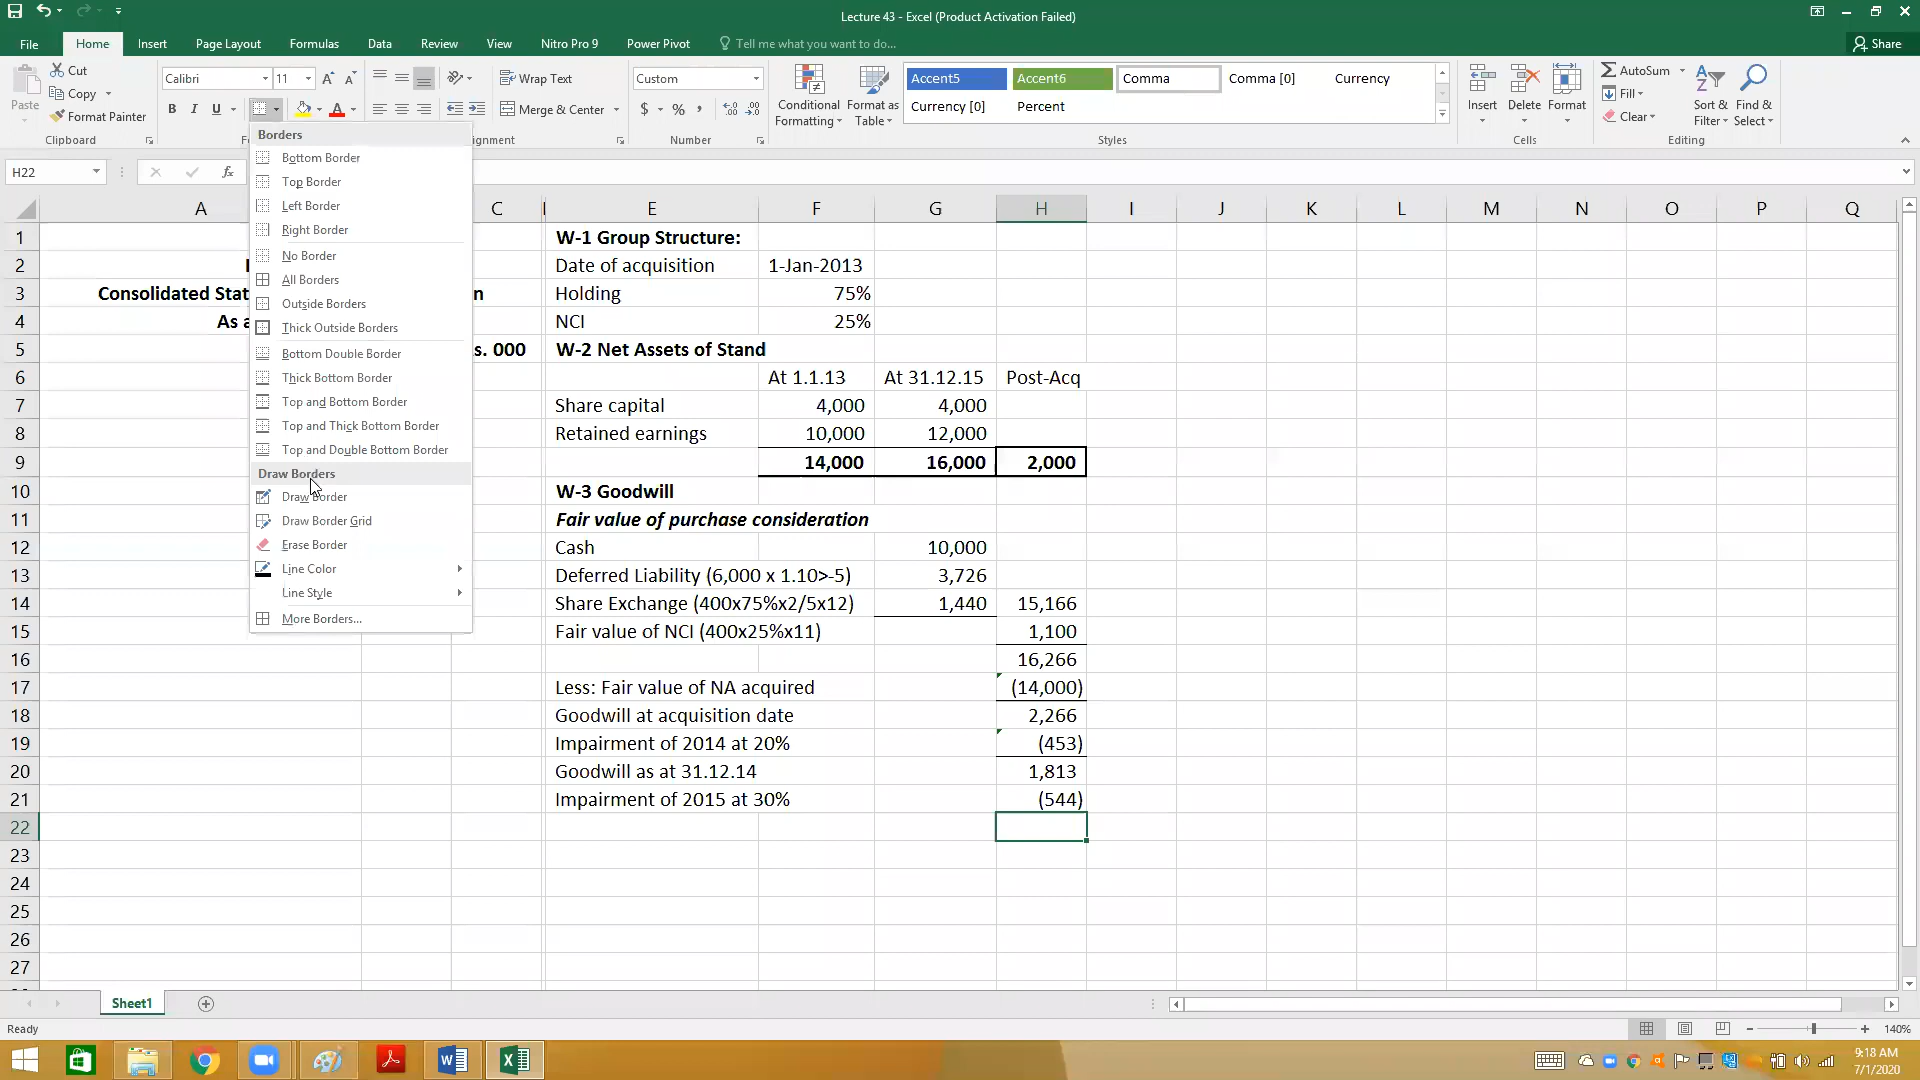 Lecture 43 - Excel (Product Activation Failed)
File Home Insert Page Layout Formulas Data Review View Nitro Pro 9 Power Pivot Tell me what you want to do... Share
Paste
Cut
Copy
Format Painter
Clipboard
Calibri 11
B I U
Wrap Text
Merge & Center
Custom
$ % ,
Number
Conditional Formatting
Format as Table
Accent5 Accent6 Comma Comma [0] Currency
Currency [0] Percent
Styles
Insert Delete Format
Cells
AutoSum
Fill
Clear
Sort & Filter
Find & Select
Editing
H22 fx
Borders
Bottom Border
Top Border
Left Border
Right Border
No Border
All Borders
Outside Borders
Thick Outside Borders
Bottom Double Border
Thick Bottom Border
Top and Bottom Border
Top and Thick Bottom Border
Top and Double Bottom Border
Draw Borders
Draw Border
Draw Border Grid
Erase Border
Line Color
Line Style
More Borders...
A C E F G H I J K L M N O P Q
1 W-1 Group Structure:
2 Date of acquisition 1-Jan-2013
3 Consolidated Stat n Holding 75%
4 As a NCI 25%
5 s. 000 W-2 Net Assets of Stand
6 At 1.1.13 At 31.12.15 Post-Acq
7 Share capital 4,000 4,000
8 Retained earnings 10,000 12,000
9 14,000 16,000 2,000
10 W-3 Goodwill
11 Fair value of purchase consideration
12 Cash 10,000
13 Deferred Liability (6,000 x 1.10>-5) 3,726
14 Share Exchange (400x75%x2/5x12) 1,440 15,166
15 Fair value of NCI (400x25%x11) 1,100
16 16,266
17 Less: Fair value of NA acquired (14,000)
18 Goodwill at acquisition date 2,266
19 Impairment of 2014 at 20% (453)
20 Goodwill as at 31.12.14 1,813
21 Impairment of 2015 at 30% (544)
22
23
24
25
26
27
Sheet1
Ready 140%
9:18 AM
7/1/2020